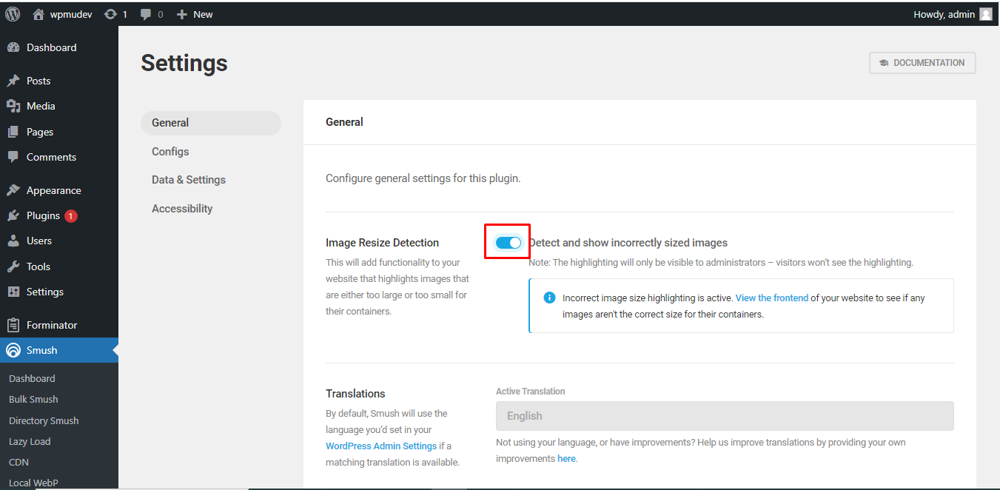 wpmudev 1 0 New Howdy, admin
Dashboard
Posts
Media
Pages
Comments
Appearance
Plugins 1
Users
Tools
Settings
Forminator
Smush
Dashboard
Bulk Smush
Directory Smush
Lazy Load
CDN
Local WebP
Settings
DOCUMENTATION
General
Configs
Data & Settings
Accessibility
General
Configure general settings for this plugin.
Image Resize Detection
This will add functionality to your
website that highlights images that
are either too large or too small for
their containers.
Detect and show incorrectly sized images
Note: The highlighting will only be visible to administrators – visitors won't see the highlighting.
Incorrect image size highlighting is active. View the frontend of your website to see if any
images aren't the correct size for their containers.
Translations
By default, Smush will use the
language you'd set in your
WordPress Admin Settings if a
matching translation is available.
Active Translation
English
Not using your language, or have improvements? Help us improve translations by providing your own
improvements here.